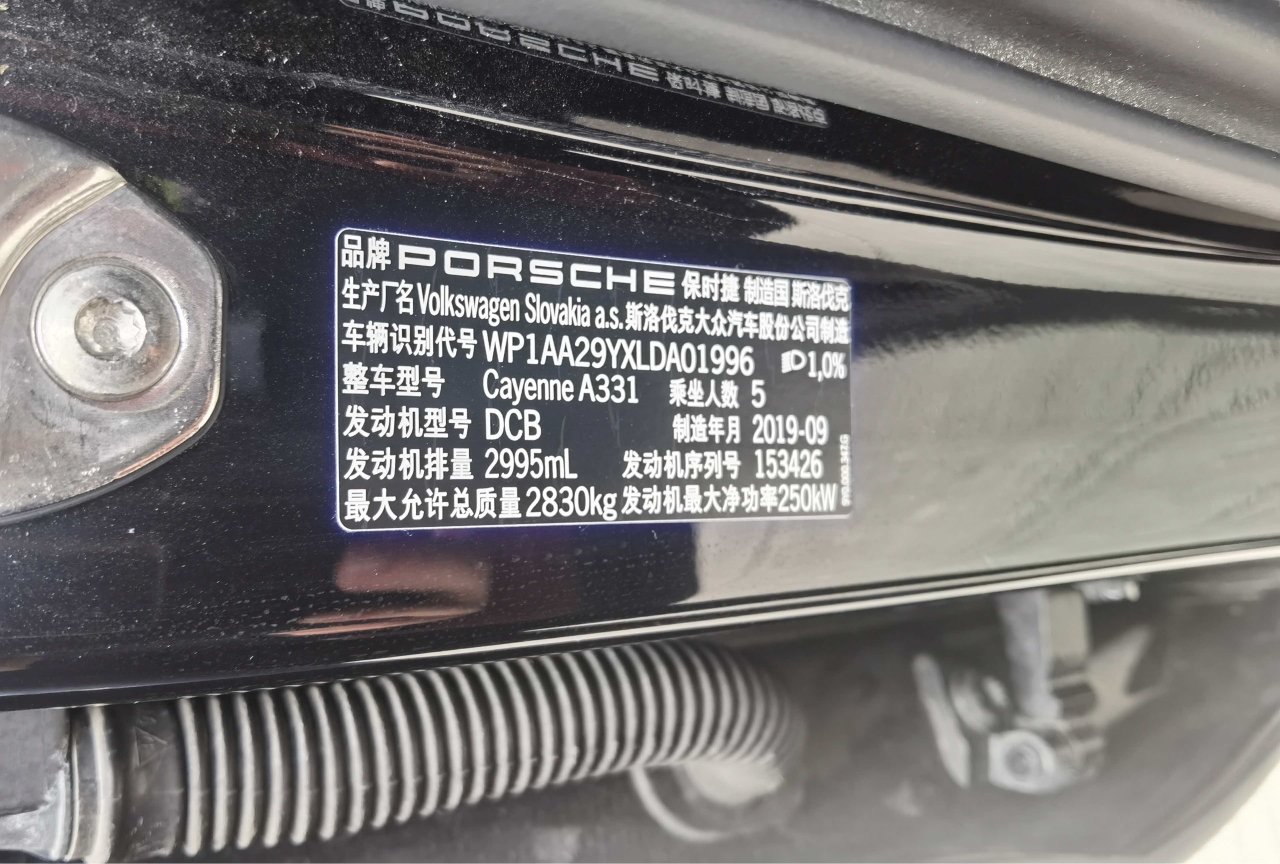 品牌 PORSCHE 保时捷 制造国 斯洛伐克
生产厂名 Volkswagen Slovakia a.s. 斯洛伐克大众汽车股份公司制造
车辆识别代号 WP1AA29YXLDA01996 1,0%
整车型号 Cayenne A331 乘坐人数 5
发动机型号 DCB 制造年月 2019-09
发动机排量 2995mL 发动机序列号 153426
最大允许总质量 2830kg 发动机最大净功率 250kW